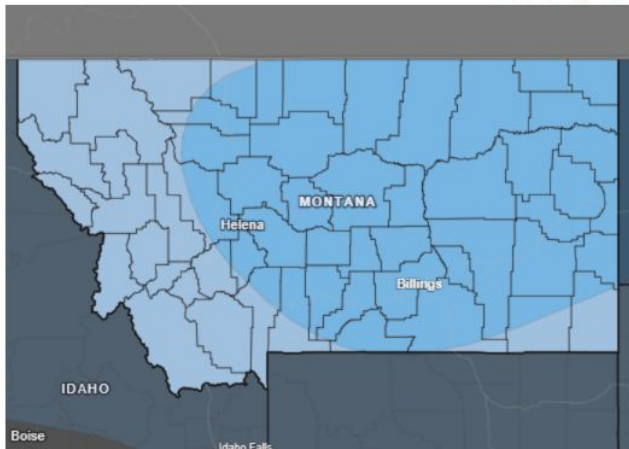 MONTANA
Helena
Billings
IDAHO
Boise
Idaho Falls